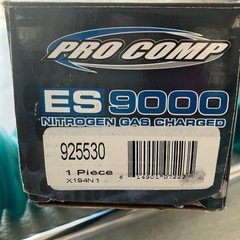 PRO COMP
ES9000
NITROGEN GAS CHARGED
925530
1 Piece
X194N1